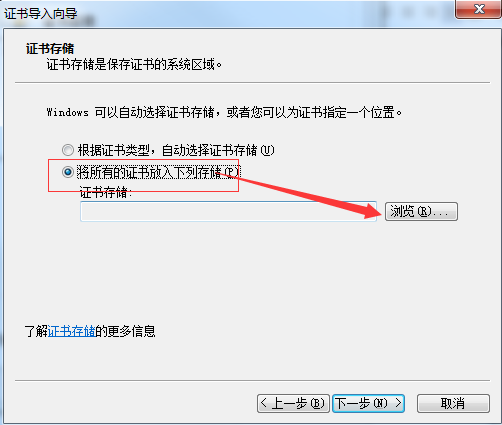 证书导入向导
证书存储
证书存储是保存证书的系统区域。
Windows 可以自动选择证书存储，或者您可以为证书指定一个位置。
根据证书类型，自动选择证书存储(U)
将所有的证书放入下列存储(P)
证书存储:
浏览(R)...
了解证书存储的更多信息
< 上一步(B) 下一步(N) > 取消